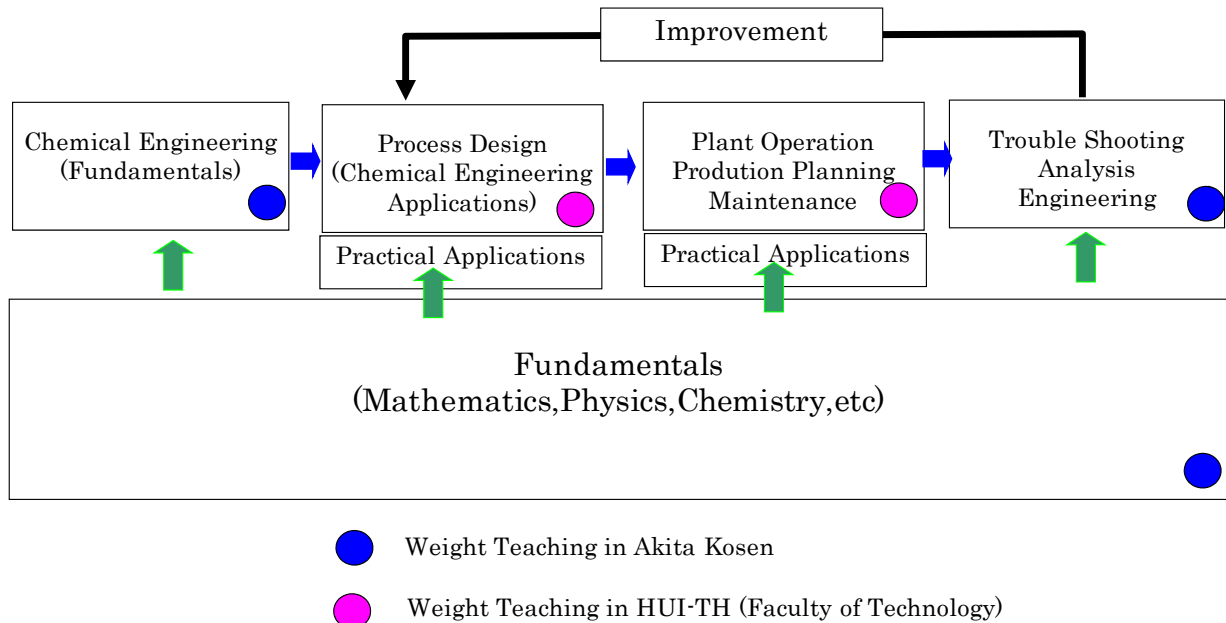 Improvement
Chemical Engineering
(Fundamentals)
Process Design
(Chemical Engineering
Applications)
Plant Operation
Prodution Planning
Maintenance
Trouble Shooting
Analysis
Engineering
Practical Applications
Practical Applications
Fundamentals
(Mathematics,Physics,Chemistry,etc)
Weight Teaching in Akita Kosen
Weight Teaching in HUI-TH (Faculty of Technology)